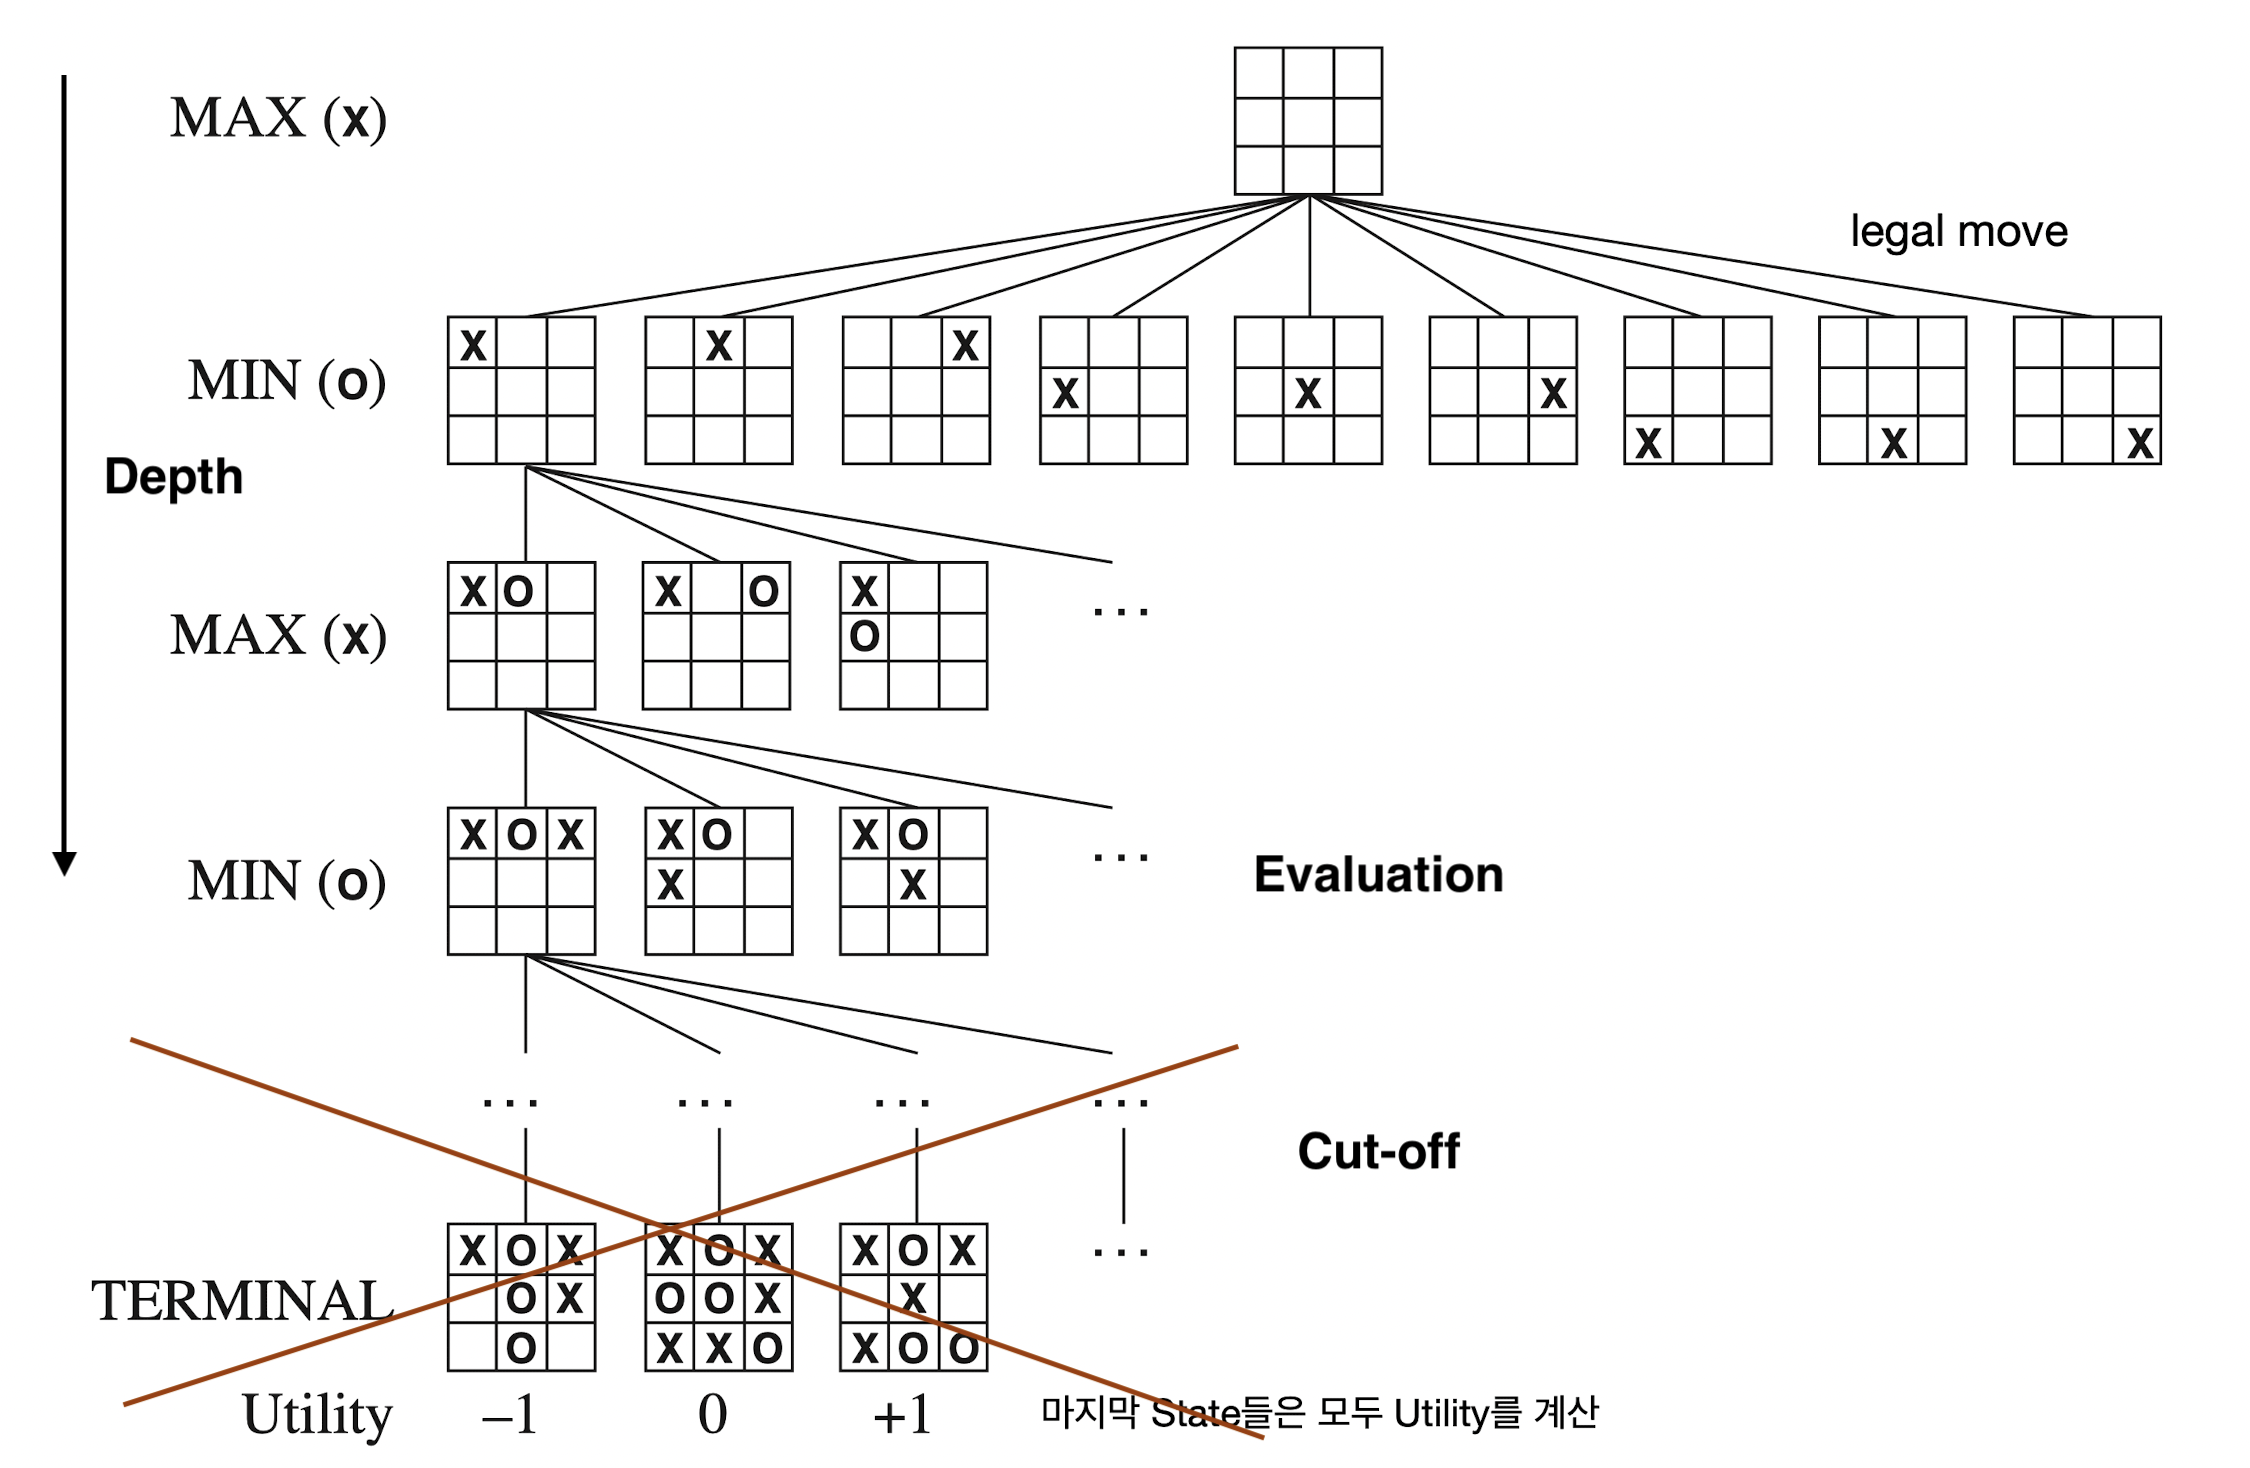 MAX (X)
legal move
X X X X X X X X X
MIN (O)
Depth
X O X O X
O
MAX (X)
...
X O X X O X O
X X
MIN (O)
...
Evaluation
... ... ... ...
Cut-off
X O X X O X X O X
O X O O X X
TERMINAL
...
O X X O X O O
Utility –1 0 +1 마지막 State들은 모두 Utility를 계산